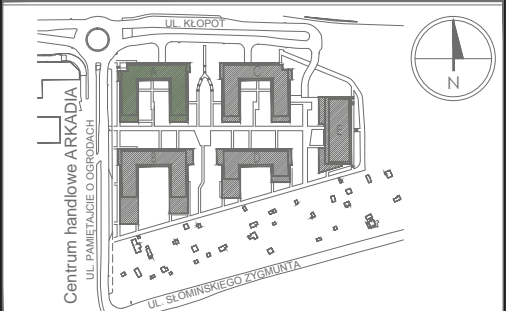 UL. KŁOPOT
A
C
E
B
D
N
Centrum handlowe ARKADIA
UL. PAMIĘTAJCIE O OGRODACH
UL. SŁOMIŃSKIEGO ZYGMUNTA